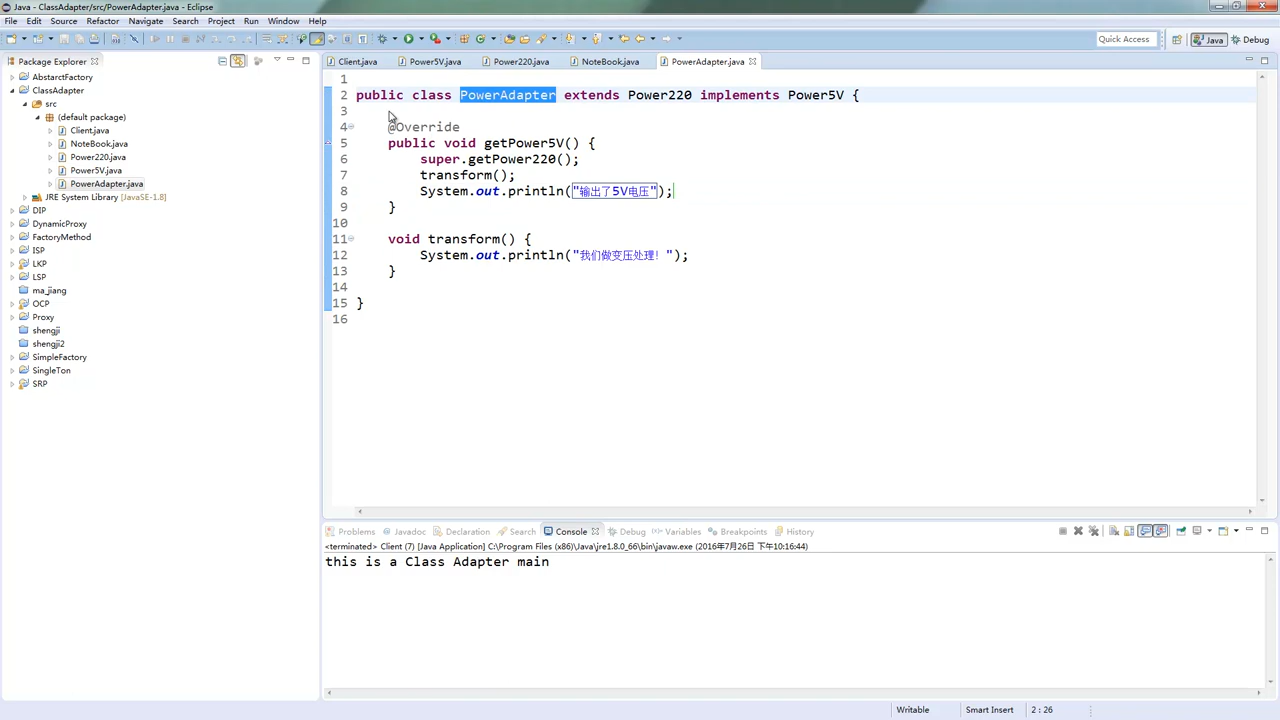 Java - ClassAdapter/src/PowerAdapter.java - Eclipse
File Edit Source Refactor Navigate Search Project Run Window Help
Quick Access Java Debug
Package Explorer
AbstarctFactory
ClassAdapter
src
(default package)
Client.java
NoteBook.java
Power220.java
Power5V.java
PowerAdapter.java
JRE System Library [JavaSE-1.8]
DIP
DynamicProxy
FactoryMethod
ISP
LKP
LSP
ma_jiang
OCP
Proxy
shengji
shengji2
SimpleFactory
SingleTon
SRP
Client.java Power5V.java Power220.java NoteBook.java PowerAdapter.java
1
2 public class PowerAdapter extends Power220 implements Power5V {
3
4 @Override
5 public void getPower5V() {
6 super.getPower220();
7 transform();
8 System.out.println("输出了5V电压");
9 }
10
11 void transform() {
12 System.out.println("我们做变压处理！");
13 }
14
15 }
16
Problems Javadoc Declaration Search Console Debug Variables Breakpoints History
<terminated> Client (7) [Java Application] C:\Program Files (x86)\Java\jre1.8.0_66\bin\javaw.exe (2016年7月26日 下午10:16:44)
this is a Class Adapter main
Writable Smart Insert 2 : 26